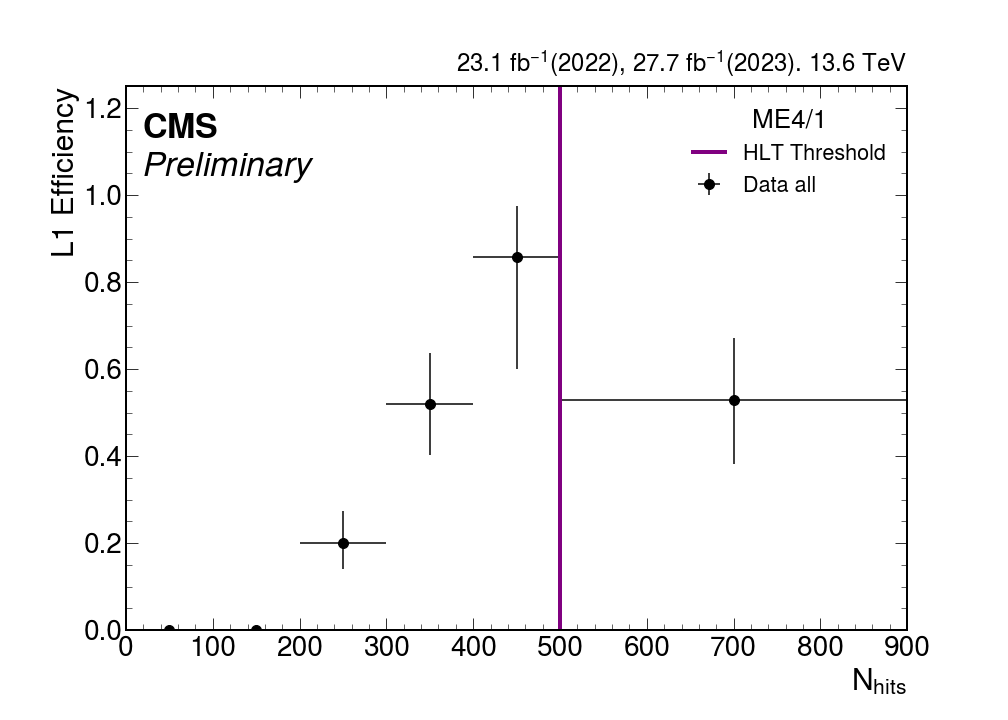 23.1 fb⁻¹(2022), 27.7 fb⁻¹(2023). 13.6 TeV
CMS
Preliminary
ME4/1
HLT Threshold
Data all
L1 Efficiency
1.2
1.0
0.8
0.6
0.4
0.2
0.0
0 100 200 300 400 500 600 700 800 900
N_hits